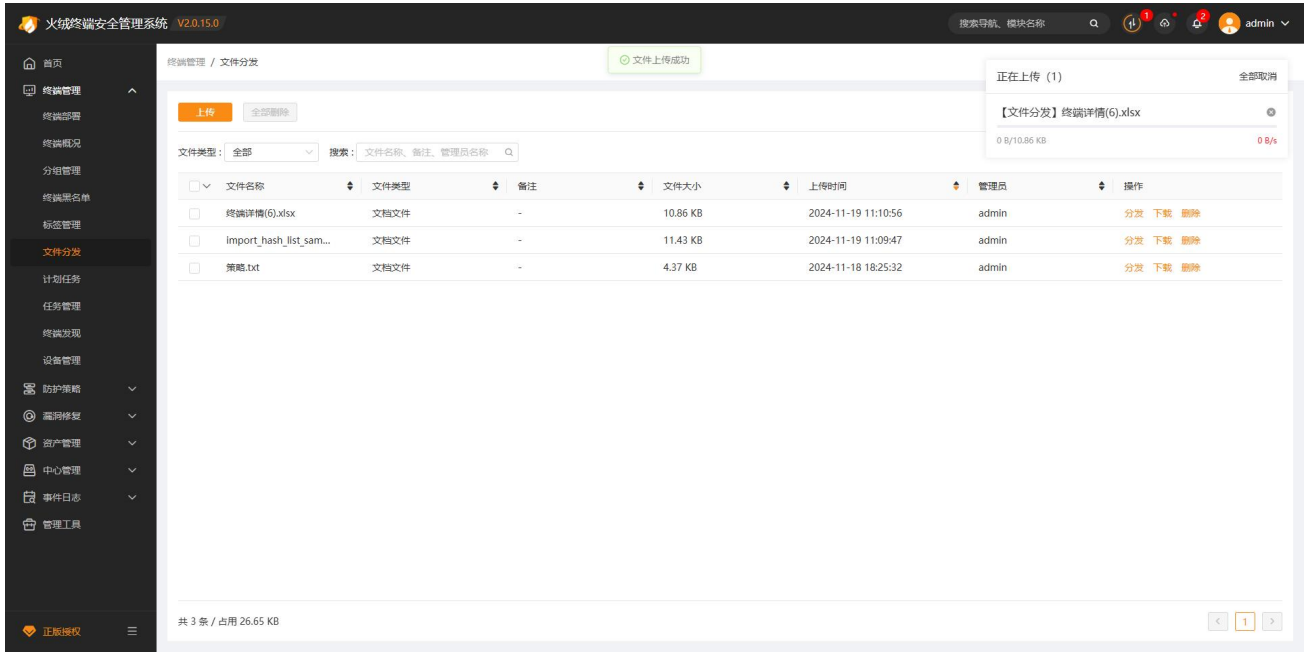 火绒终端安全管理系统 V2.0.15.0
搜索导航、模块名称
1
2
admin
首页
终端管理
终端部署
终端概况
分组管理
终端黑名单
标签管理
文件分发
计划任务
任务管理
终端发现
设备管理
防护策略
漏洞修复
资产管理
中心管理
事件日志
管理工具
正版授权
终端管理 / 文件分发
文件上传成功
正在上传（1） 全部取消
【文件分发】终端详情(6).xlsx
0 B/10.86 KB 0 B/s
上传 全部删除
文件类型： 全部 搜索： 文件名称、备注、管理员名称
文件名称 文件类型 备注 文件大小 上传时间 管理员 操作
终端详情(6).xlsx 文档文件 - 10.86 KB 2024-11-19 11:10:56 admin 分发 下载 删除
import_hash_list_sam... 文档文件 - 11.43 KB 2024-11-19 11:09:47 admin 分发 下载 删除
策略.txt 文档文件 - 4.37 KB 2024-11-18 18:25:32 admin 分发 下载 删除
共 3 条 / 占用 26.65 KB
1